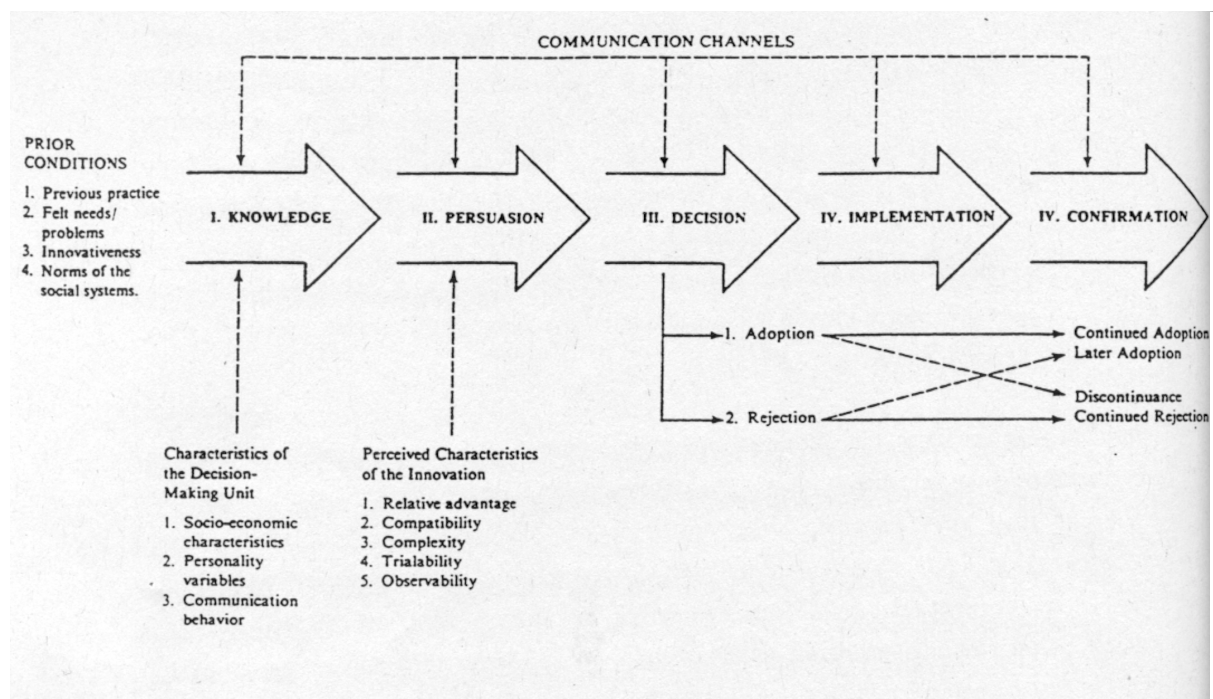 COMMUNICATION CHANNELS
PRIOR
CONDITIONS
1. Previous practice
2. Felt needs/
problems
3. Innovativeness
4. Norms of the
social systems.
I. KNOWLEDGE
II. PERSUASION
III. DECISION
IV. IMPLEMENTATION
IV. CONFIRMATION
1. Adoption
2. Rejection
Continued Adoption
Later Adoption
Discontinuance
Continued Rejection
Characteristics of
the Decision-
Making Unit
1. Socio-economic
characteristics
2. Personality
variables
3. Communication
behavior
Perceived Characteristics
of the Innovation
1. Relative advantage
2. Compatibility
3. Complexity
4. Trialability
5. Observability